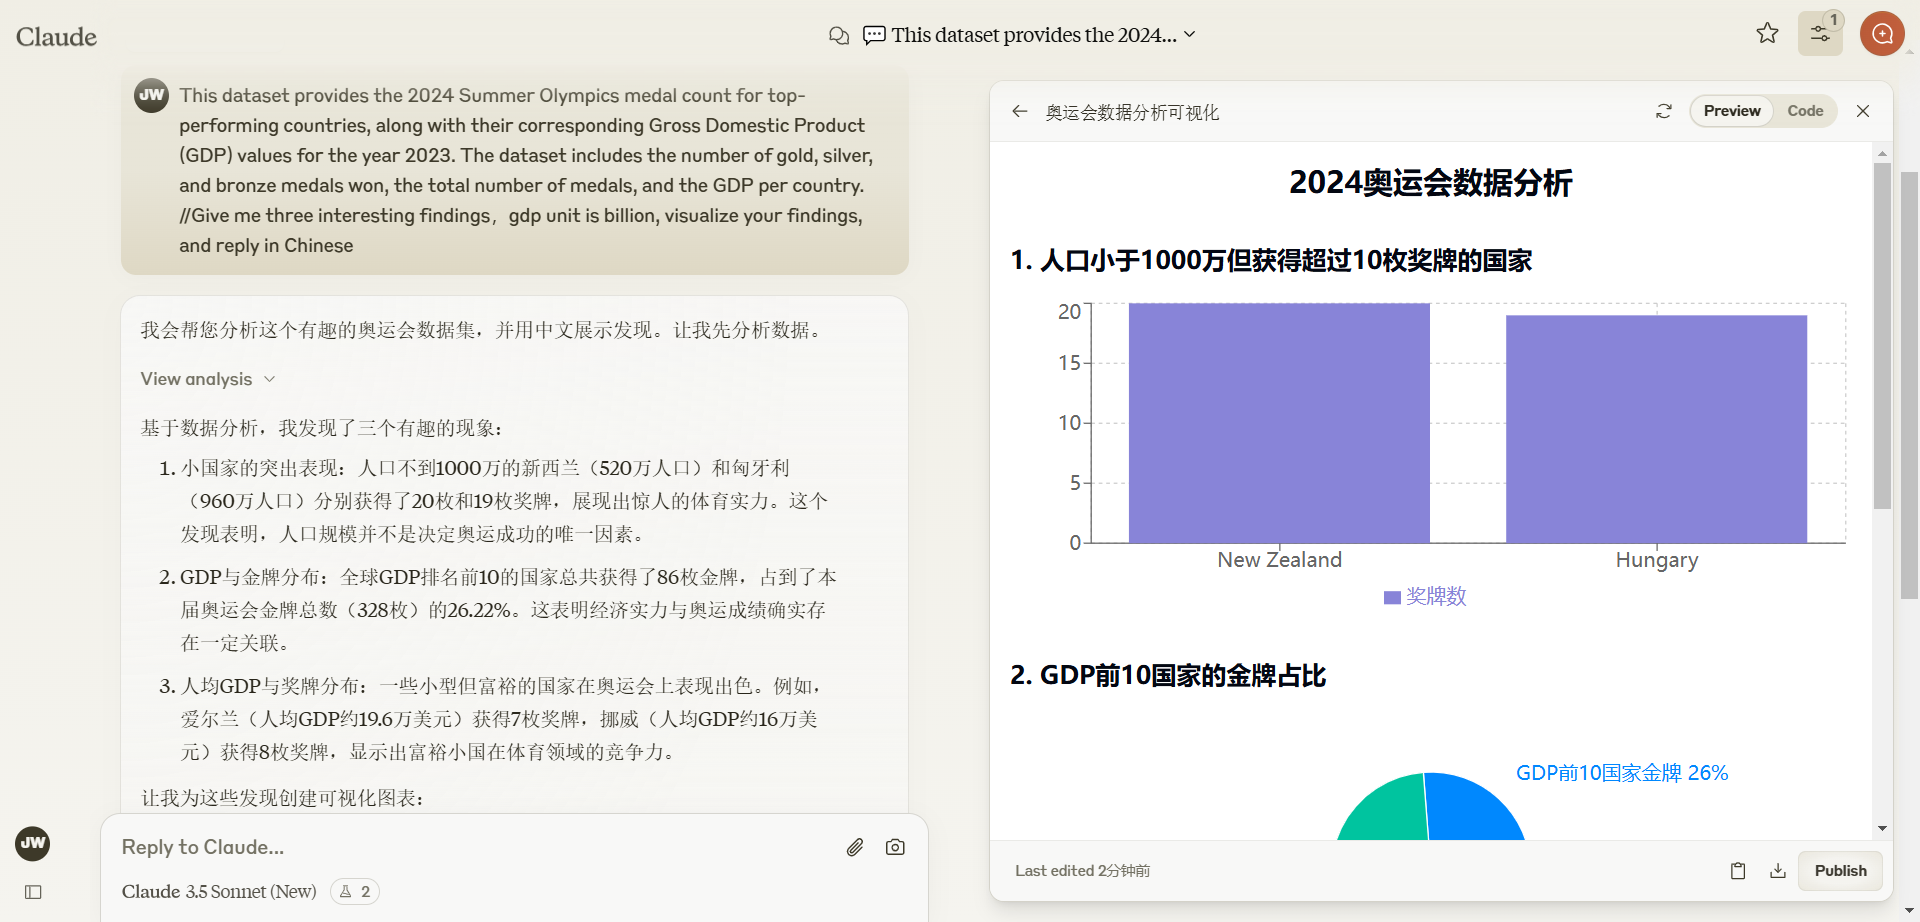 Claude
This dataset provides the 2024...
1
JW
This dataset provides the 2024 Summer Olympics medal count for top-
performing countries, along with their corresponding Gross Domestic Product
(GDP) values for the year 2023. The dataset includes the number of gold, silver,
and bronze medals won, the total number of medals, and the GDP per country.
//Give me three interesting findings，gdp unit is billion, visualize your findings,
and reply in Chinese
我会帮您分析这个有趣的奥运会数据集，并用中文展示发现。让我先分析数据。
View analysis
基于数据分析，我发现了三个有趣的现象：
1. 小国家的突出表现：人口不到1000万的新西兰（520万人口）和匈牙利
（960万人口）分别获得了20枚和19枚奖牌，展现出惊人的体育实力。这个
发现表明，人口规模并不是决定奥运成功的唯一因素。
2. GDP与金牌分布：全球GDP排名前10的国家总共获得了86枚金牌，占到了本
届奥运会金牌总数（328枚）的26.22%。这表明经济实力与奥运成绩确实存
在一定关联。
3. 人均GDP与奖牌分布：一些小型但富裕的国家在奥运会上表现出色。例如，
爱尔兰（人均GDP约19.6万美元）获得7枚奖牌，挪威（人均GDP约16万美
元）获得8枚奖牌，显示出富裕小国在体育领域的竞争力。
让我为这些发现创建可视化图表：
JW
Reply to Claude...
Claude 3.5 Sonnet (New)
2
奥运会数据分析可视化
Preview
Code
2024奥运会数据分析
1. 人口小于1000万但获得超过10枚奖牌的国家
20
15
10
5
0
New Zealand
Hungary
奖牌数
2. GDP前10国家的金牌占比
GDP前10国家金牌 26%
Last edited 2分钟前
Publish